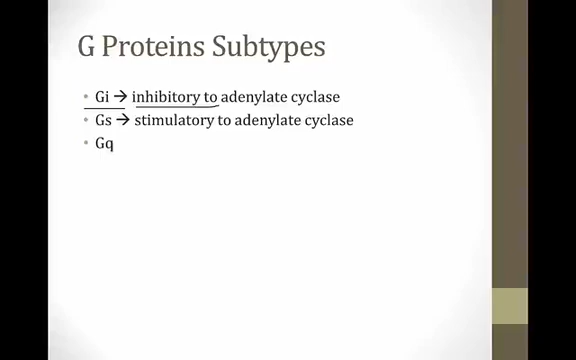 G Proteins Subtypes
• Gi → inhibitory to adenylate cyclase
• Gs → stimulatory to adenylate cyclase
• Gq